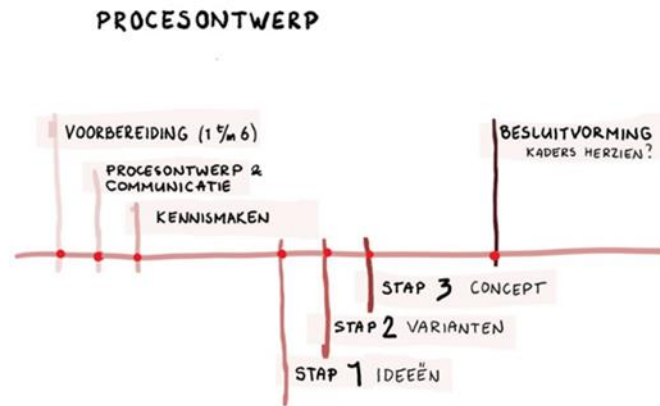 PROCESONTWERP
VOORBEREIDING (1 t/m 6)
PROCESONTWERP &
COMMUNICATIE
KENNISMAKEN
BESLUITVORMING
KADERS HERZIEN?
STAP 3 CONCEPT
STAP 2 VARIANTEN
STAP 1 IDEEËN